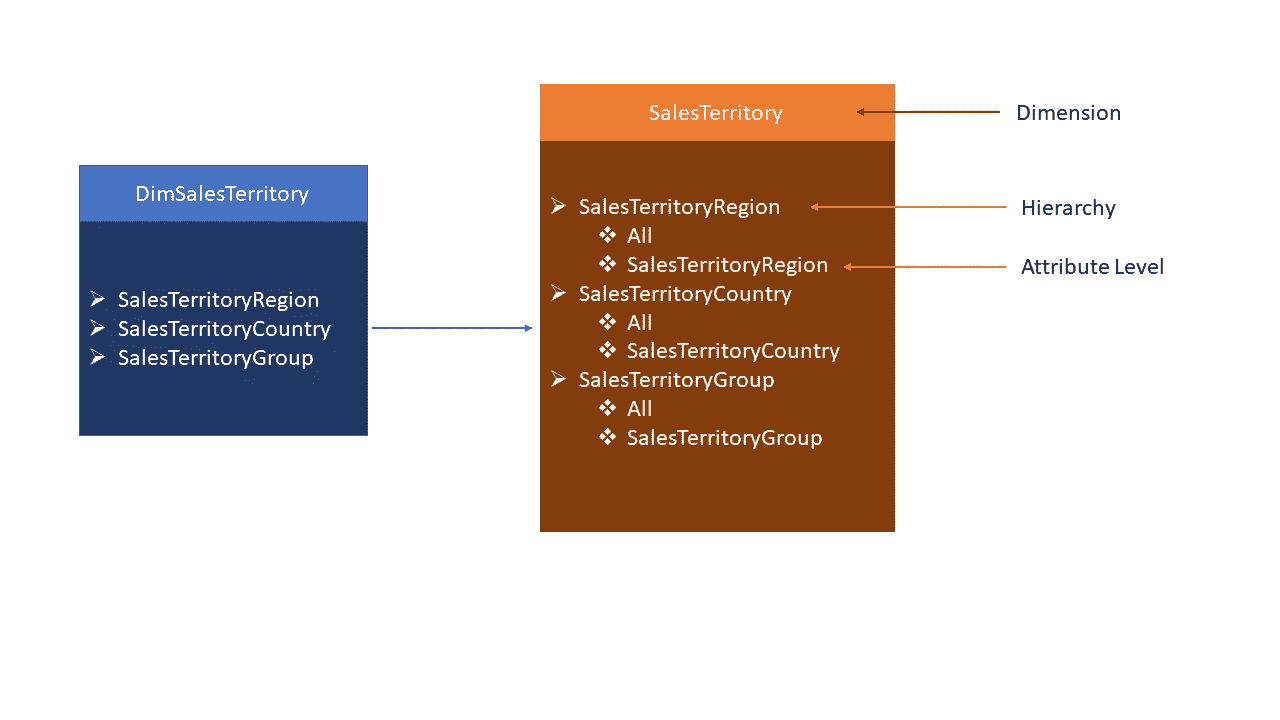 DimSalesTerritory
SalesTerritoryRegion
SalesTerritoryCountry
SalesTerritoryGroup
SalesTerritory
SalesTerritoryRegion
All
SalesTerritoryRegion
SalesTerritoryCountry
All
SalesTerritoryCountry
SalesTerritoryGroup
All
SalesTerritoryGroup
Dimension
Hierarchy
Attribute Level